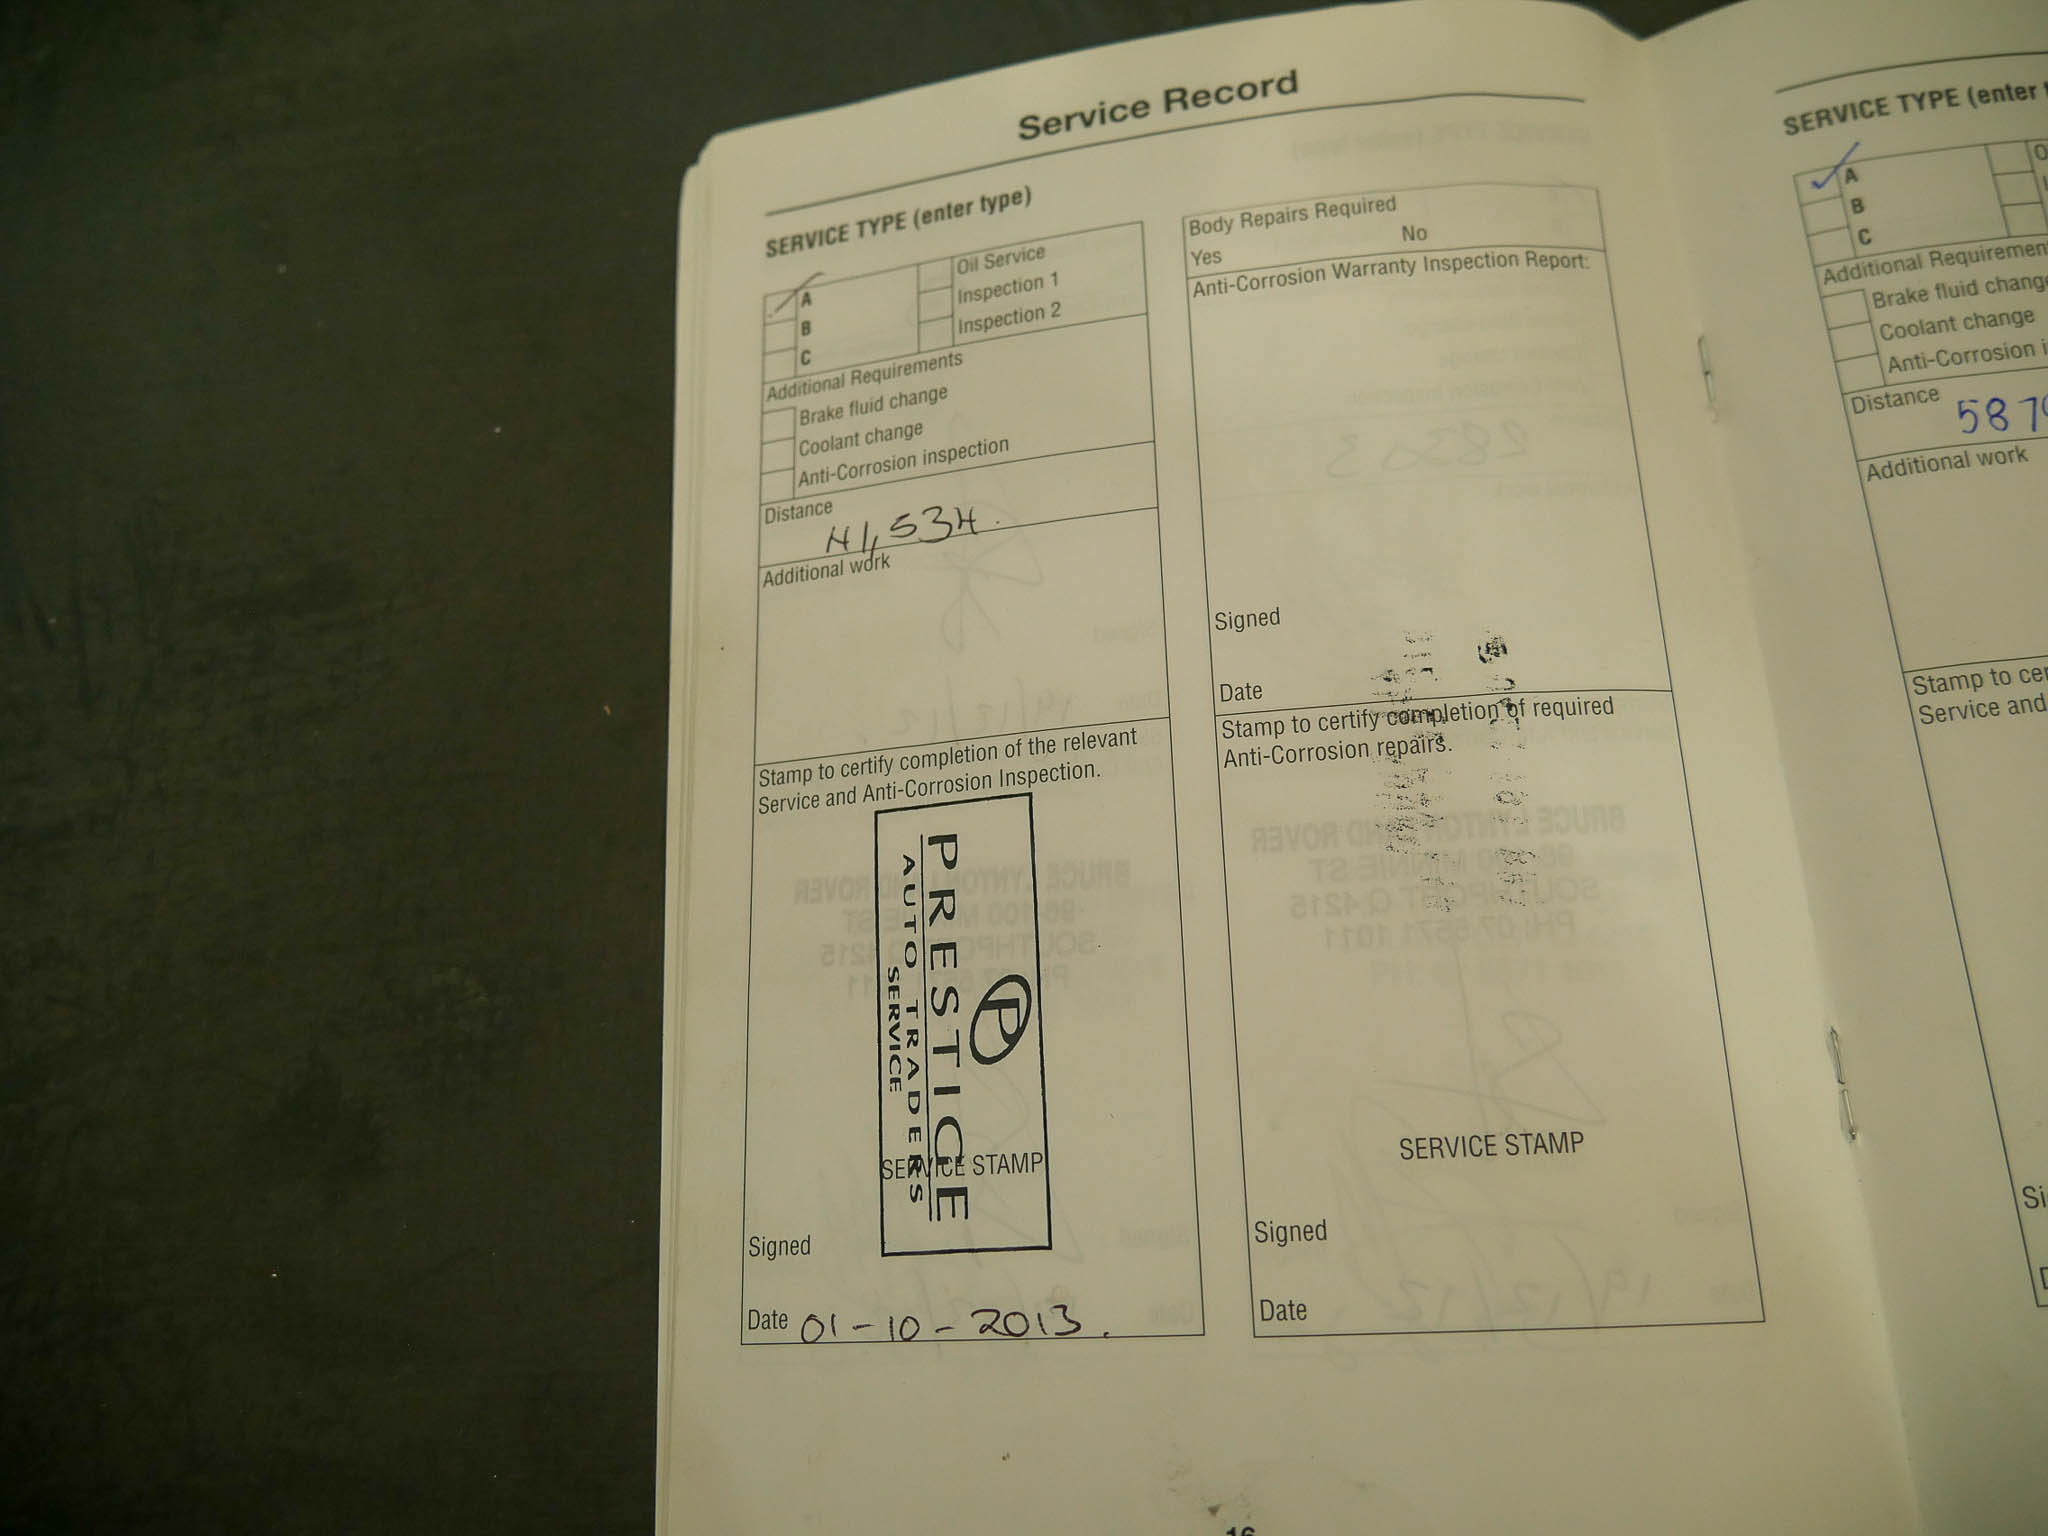 Service Record
SERVICE TYPE (enter type)
A
B
C
Oil Service
Inspection 1
Inspection 2
Additional Requirements
Brake fluid change
Coolant change
Anti-Corrosion inspection
Distance
41,534.
Additional work
Stamp to certify completion of the relevant
Service and Anti-Corrosion Inspection.
P
PRESTIGE
AUTO TRADERS
SERVICE
SERVICE STAMP
Signed
Date 01-10-2013.
Body Repairs Required
Yes No
Anti-Corrosion Warranty Inspection Report:
Signed
Date
Stamp to certify completion of required
Anti-Corrosion repairs.
SERVICE STAMP
Signed
Date
16
SERVICE TYPE (enter
A
B
C
Additional
Brake fluid
Coolant change
Anti-Corrosion
Distance
Additional work
Stamp to
Service and